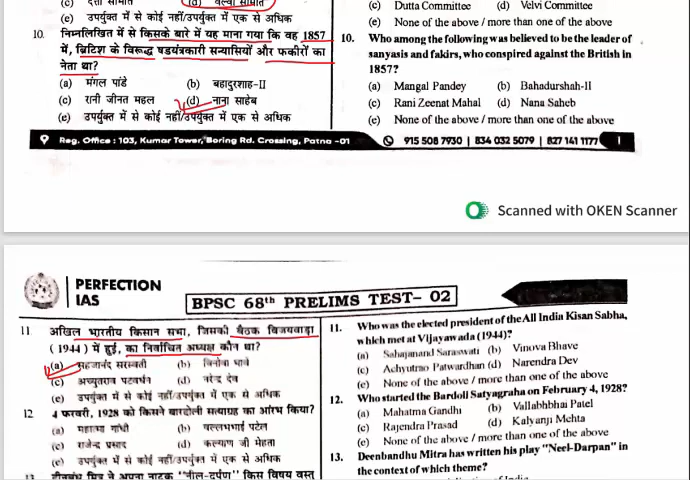 (c) दत्ता समिति (d) वेल्वी समिति
(e) उपर्युक्त में से कोई नहीं/उपर्युक्त में एक से अधिक
10. निम्नलिखित में से किसके बारे में यह माना गया कि वह 1857
में, ब्रिटिश के विरूद्ध षडयंत्रकारी सन्यासियों और फकीरों का
नेता था?
(a) मंगल पांडे (b) बहादुरशाह-II
(c) रानी जीनत महल (d) नाना साहेब
(e) उपर्युक्त में से कोई नहीं/उपर्युक्त में एक से अधिक
(c) Dutta Committee (d) Velvi Committee
(e) None of the above / more than one of the above
10. Who among the following was believed to be the leader of
sanyasis and fakirs, who conspired against the British in
1857?
(a) Mangal Pandey (b) Bahadurshah-II
(c) Rani Zeenat Mahal (d) Nana Saheb
(e) None of the above / more than one of the above
Reg. Office : 103, Kumar Tower, Boring Rd. Crossing, Patna -01 915 508 7930 | 834 032 5079 | 827 141 1177 1
Scanned with OKEN Scanner
PERFECTION
IAS
BPSC 68th PRELIMS TEST- 02
11. अखिल भारतीय किसान सभा, जिसकी बैठक विजयवाड़ा
(1944) में हुई, का निर्वाचित अध्यक्ष कौन था?
(a) सहजानंद सरस्वती (b) विनोबा भावे
(c) अच्युतराव पटवर्धन (d) नरेन्द्र देव
(e) उपर्युक्त में से कोई नहीं/उपर्युक्त में एक से अधिक
12. 4 फरवरी, 1928 को किसने बारदोली सत्याग्रह का आरंभ किया?
(a) महात्मा गांधी (b) वल्लभभाई पटेल
(c) राजेन्द्र प्रसाद (d) कल्याण जी मेहता
(e) उपर्युक्त में से कोई नहीं/उपर्युक्त में एक से अधिक
13. दीनबंधु मित्र ने अपना नाटक "नील-दर्पण" किस विषय वस्तु
11. Who was the elected president of the All India Kisan Sabha,
which met at Vijayawada (1944)?
(a) Sahajanand Saraswati (b) Vinova Bhave
(c) Achyutrao Patwardhan (d) Narendra Dev
(e) None of the above / more than one of the above
12. Who started the Bardoli Satyagraha on February 4, 1928?
(a) Mahatma Gandhi (b) Vallabhbhai Patel
(c) Rajendra Prasad (d) Kalyanji Mehta
(e) None of the above / more than one of the above
13. Deenbandhu Mitra has written his play "Neel-Darpan" in
the context of which theme?